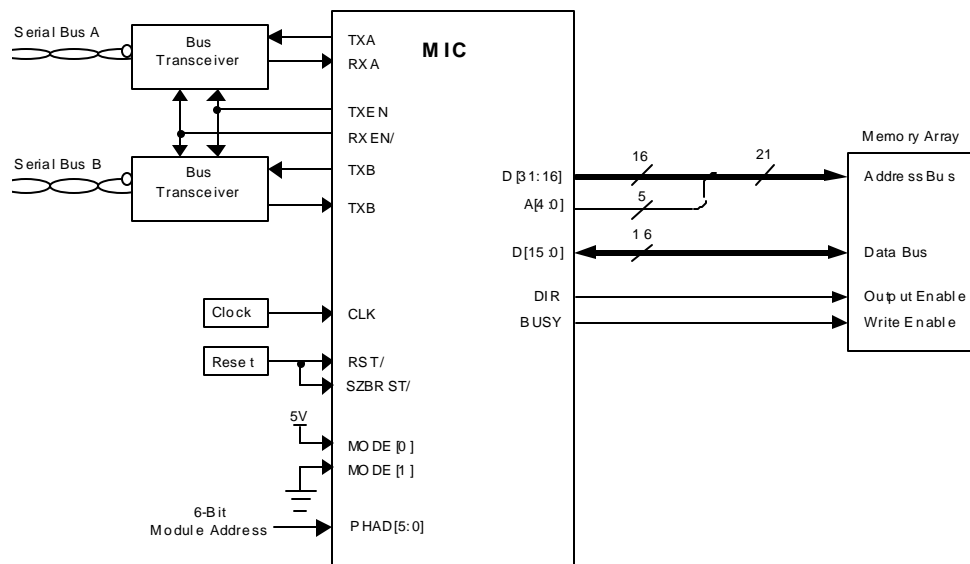 Serial Bus A
Bus
Transceiver
TXA
RXA
MIC
TXEN
RXEN/
Serial Bus B
Bus
Transceiver
TXB
TXB
Memory Array
D[31:16]
16
21
Address Bus
A[4:0]
5
D[15:0]
16
Data Bus
DIR
Output Enable
BUSY
Write Enable
Clock
CLK
Reset
RST/
SZBRST/
5V
MODE[0]
MODE[1]
6-Bit
Module Address
PHAD[5:0]